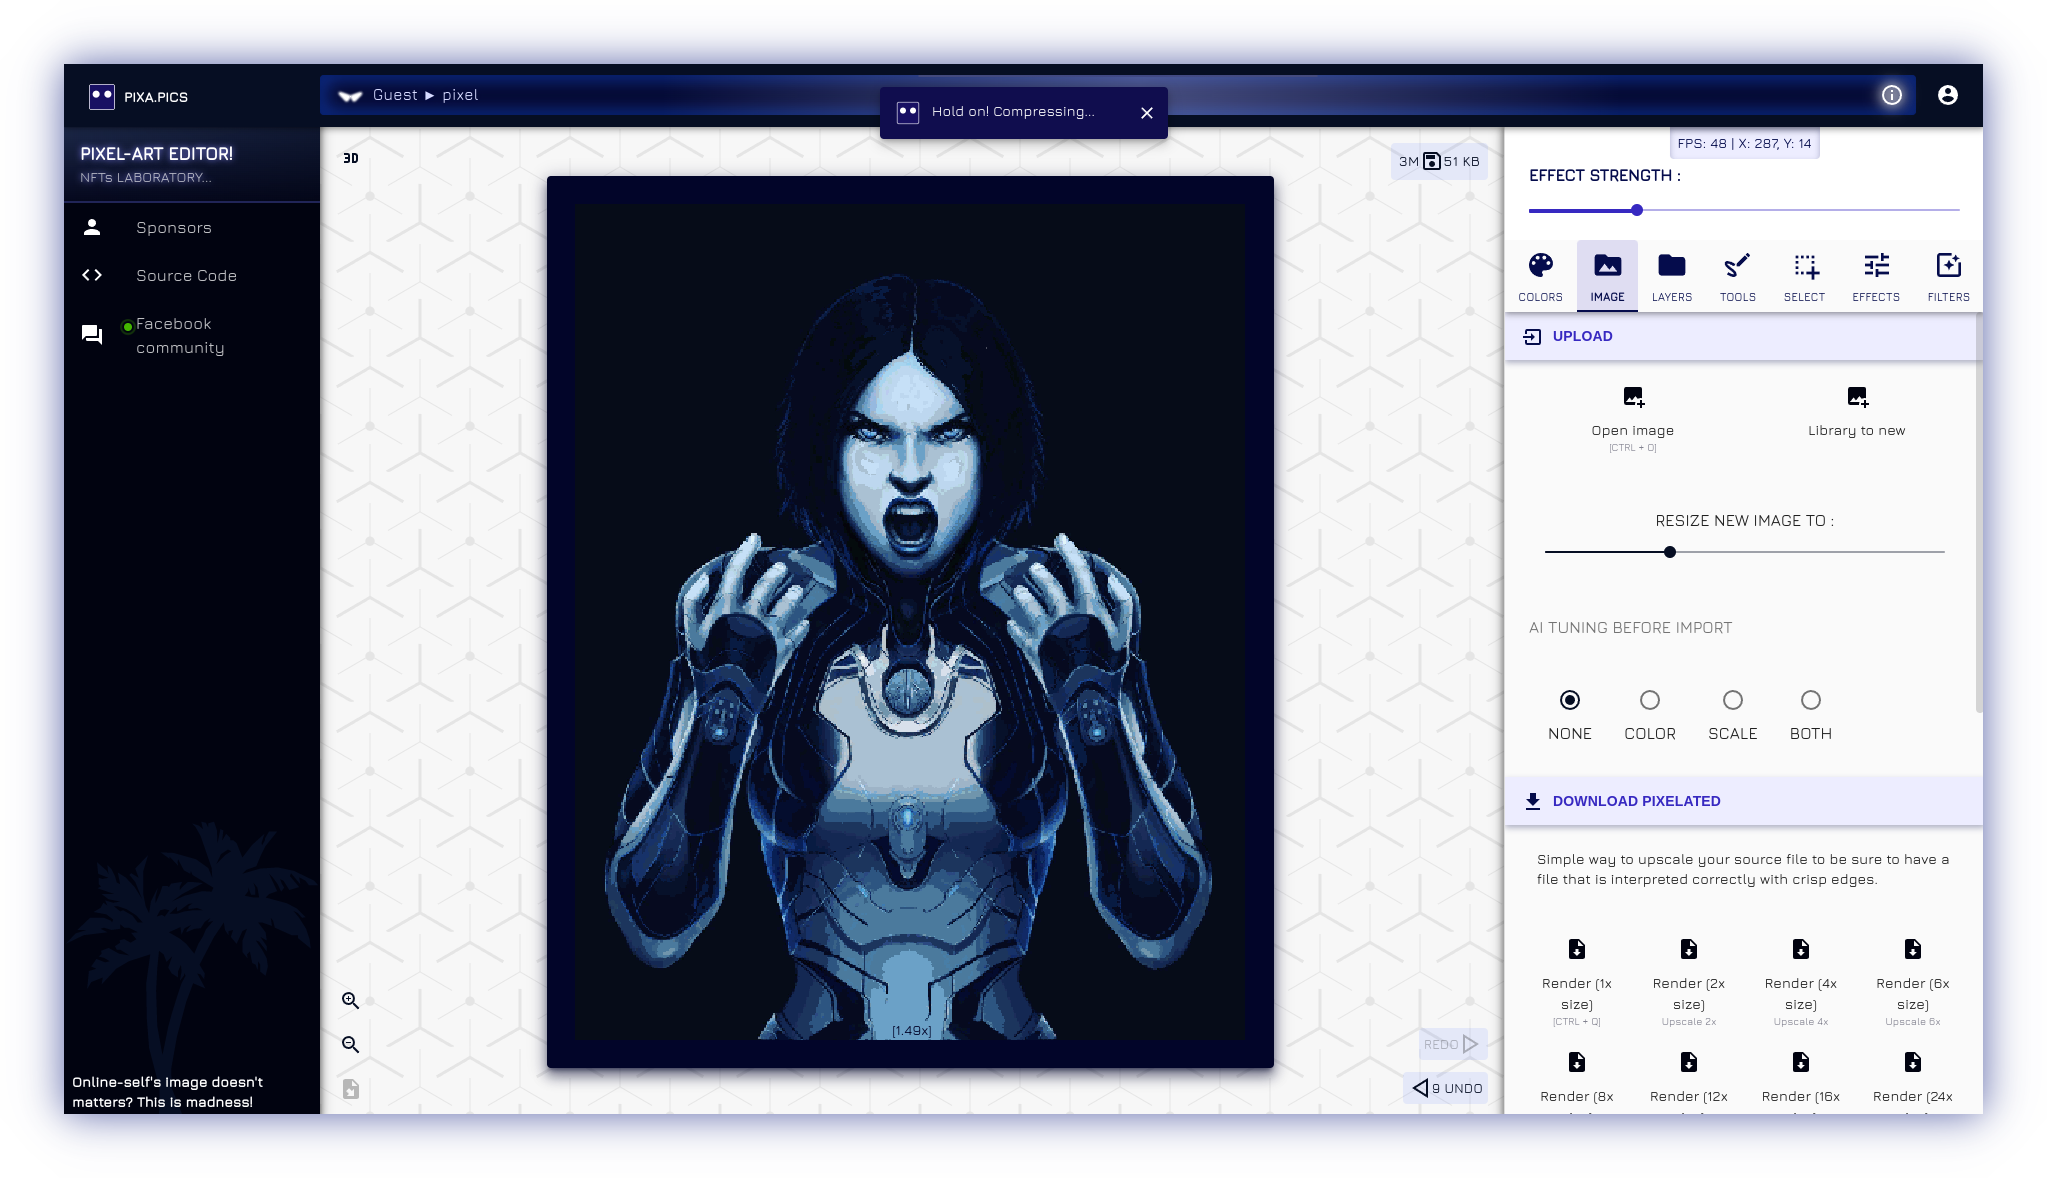 PIXA.PICS
Guest ► pixel
Hold on! Compressing...
PIXEL-ART EDITOR!
NFTs LABORATORY...
Sponsors
Source Code
Facebook
community
Online-self's image doesn't
matters? This is madness!
3D
3M 51 KB
[1.49x]
REDO
9 UNDO
FPS: 48 | X: 287, Y: 14
EFFECT STRENGTH :
COLORS IMAGE LAYERS TOOLS SELECT EFFECTS FILTERS
UPLOAD
Open image Library to new
[CTRL + O]
RESIZE NEW IMAGE TO :
AI TUNING BEFORE IMPORT
NONE COLOR SCALE BOTH
DOWNLOAD PIXELATED
Simple way to upscale your source file to be sure to have a
file that is interpreted correctly with crisp edges.
Render (1x Render (2x Render (4x Render (6x
size) size) size) size)
[CTRL + Q] Upscale 2x Upscale 4x Upscale 6x
Render (8x Render (12x Render (16x Render (24x